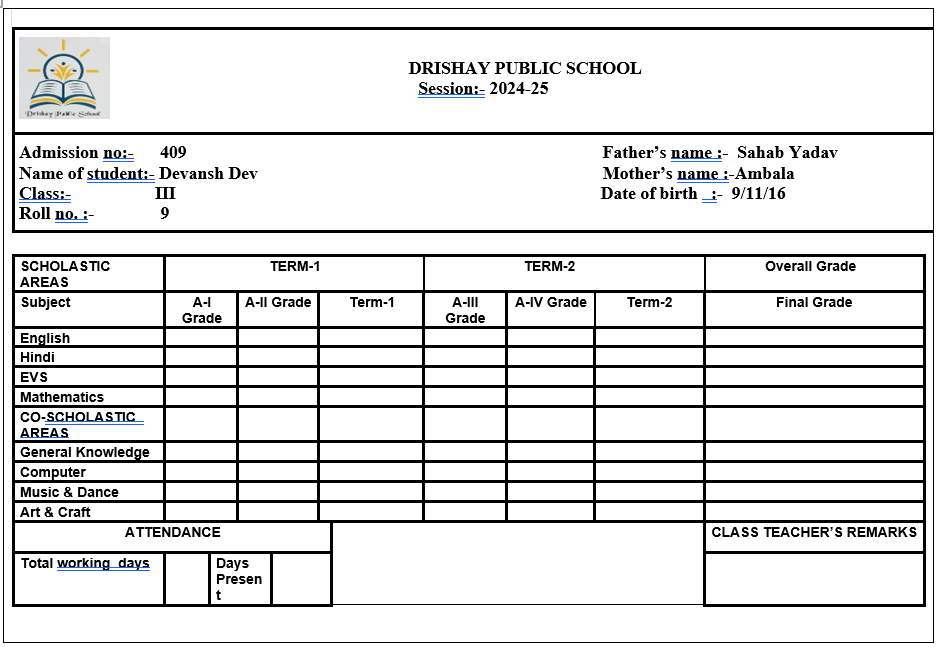 DRISHAY PUBLIC SCHOOL
Session:- 2024-25
Drishay Public School
Admission no:- 409
Father's name :- Sahab Yadav
Name of student:- Devansh Dev
Mother's name :-Ambala
Class:- III
Date of birth :- 9/11/16
Roll no. :- 9
SCHOLASTIC AREAS TERM-1 TERM-2 Overall Grade
Subject A-I Grade A-II Grade Term-1 A-III Grade A-IV Grade Term-2 Final Grade
English
Hindi
EVS
Mathematics
CO-SCHOLASTIC AREAS
General Knowledge
Computer
Music & Dance
Art & Craft
ATTENDANCE CLASS TEACHER'S REMARKS
Total working days Days Present